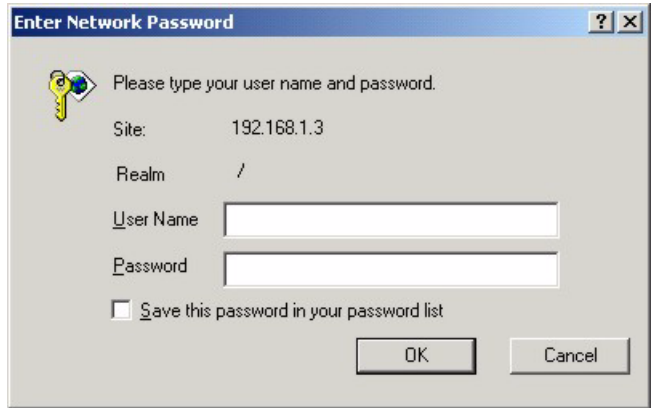 Enter Network Password
Please type your user name and password.
Site: 192.168.1.3
Realm /
User Name
Password
Save this password in your password list
OK Cancel